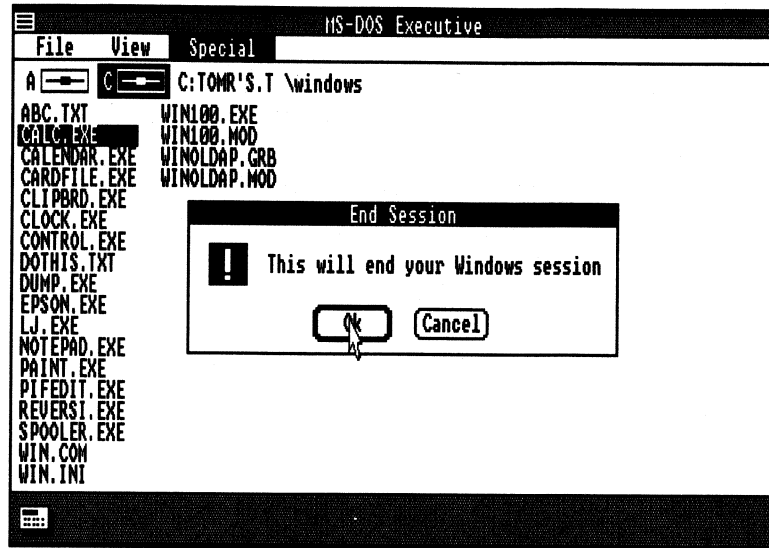 MS-DOS Executive
File View Special
A C C:TOMR'S.T \windows
ABC.TXT WIN100.EXE
CALC.EXE WIN100.MOD
CALENDAR.EXE WINOLDAP.GRB
CARDFILE.EXE WINOLDAP.MOD
CLIPBRD.EXE
CLOCK.EXE
CONTROL.EXE
DOTHIS.TXT
DUMP.EXE
EPSON.EXE
LJ.EXE
NOTEPAD.EXE
PAINT.EXE
PIFEDIT.EXE
REVERSI.EXE
SPOOLER.EXE
WIN.COM
WIN.INI
End Session
! This will end your Windows session
Ok Cancel